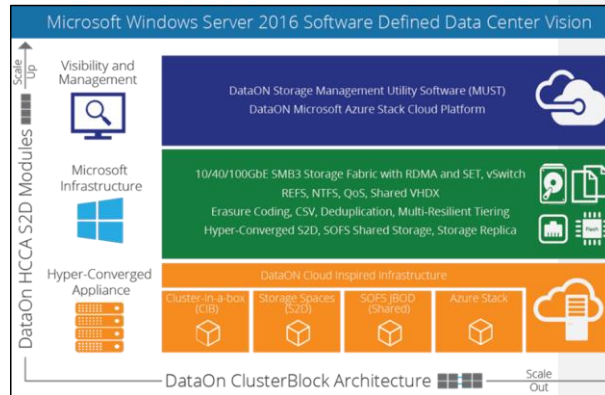 Microsoft Windows Server 2016 Software Defined Data Center Vision
Scale
Up
DataOn HCCA S2D Modules
Visibility and
Management
DataON Storage Management Utility Software (MUST)
DataON Microsoft Azure Stack Cloud Platform
Microsoft
Infrastructure
10/40/100GbE SMB3 Storage Fabric with RDMA and SET, vSwitch
REFS, NTFS, QoS, Shared VHDX
Erasure Coding, CSV, Deduplication, Multi-Resilient Tiering
Hyper-Converged S2D, SOFS Shared Storage, Storage Replica
Flash
Hyper-Converged
Appliance
DataON Cloud Inspired Infrastructure
Cluster-in-a-box
(CIB)
Storage Spaces
(S2D)
SOFS JBOD
(Shared)
Azure Stack
DataOn ClusterBlock Architecture
Scale
Out